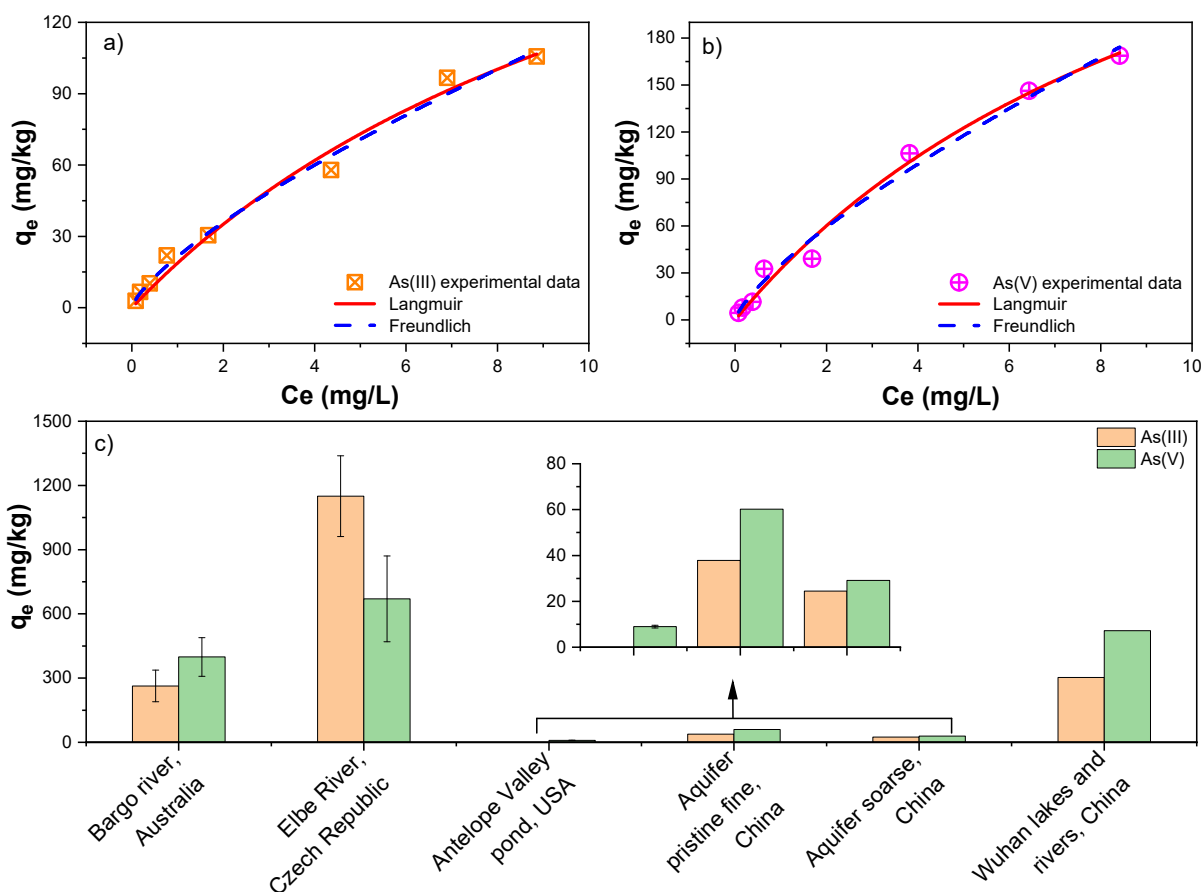 a)
120
90
60
30
0
qe (mg/kg)
As(III) experimental data
Langmuir
Freundlich
0 2 4 6 8 10
Ce (mg/L)
b)
180
150
120
90
60
30
0
qe (mg/kg)
As(V) experimental data
Langmuir
Freundlich
0 2 4 6 8 10
Ce (mg/L)
c)
1500
1200
900
600
300
0
qe (mg/kg)
As(III)
As(V)
80
60
40
20
0
Bargo river,
Australia
Elbe River,
Czech Republic
Antelope Valley
pond, USA
Aquifer
pristine fine,
China
Aquifer soarse,
China
Wuhan lakes and
rivers, China